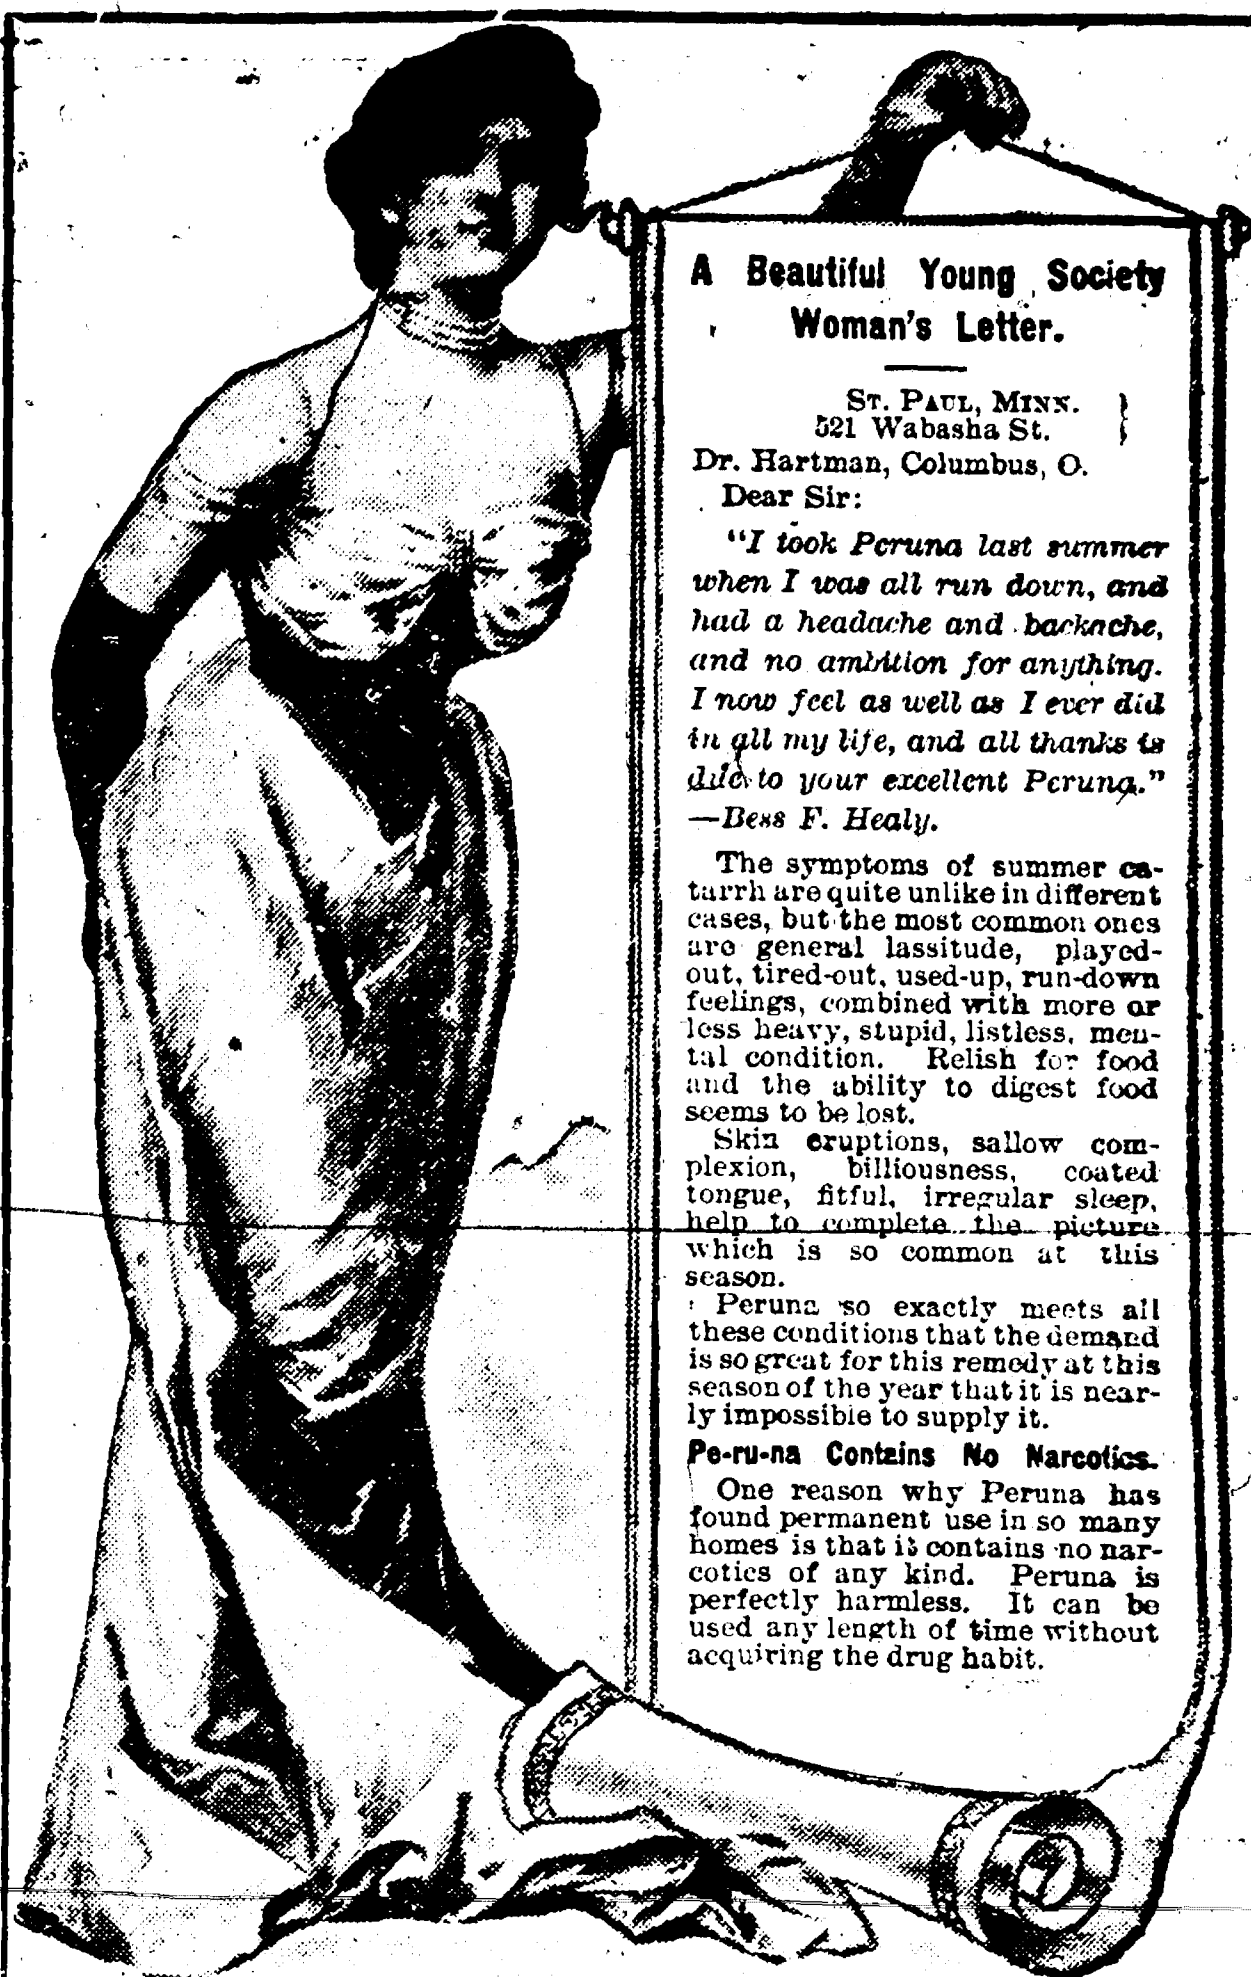 A Beautiful Young Society
Woman's Letter.
ST. PAUL, MINN.
521 Wabasha St.
Dr. Hartman, Columbus, O.
Dear Sir:
"I took Peruna last summer
when I was all run down, and
had a headache and backache,
and no ambition for anything.
I now feel as well as I ever did
in all my life, and all thanks is
due to your excellent Peruna."
—Bess F. Healy.
The symptoms of summer ca-
tarrh are quite unlike in different
cases, but the most common ones
are general lassitude, played-
out, tired-out, used-up, run-down
feelings, combined with more or
less heavy, stupid, listless, men-
tal condition. Relish for food
and the ability to digest food
seems to be lost.
Skin eruptions, sallow com-
plexion, billiousness, coated
tongue, fitful, irregular sleep,
help to complete the picture
which is so common at this
season.
Peruna so exactly meets all
these conditions that the demand
is so great for this remedy at this
season of the year that it is near-
ly impossible to supply it.
Pe-ru-na Contains No Narcotics.
One reason why Peruna has
found permanent use in so many
homes is that it contains no nar-
cotics of any kind. Peruna is
perfectly harmless. It can be
used any length of time without
acquiring the drug habit.